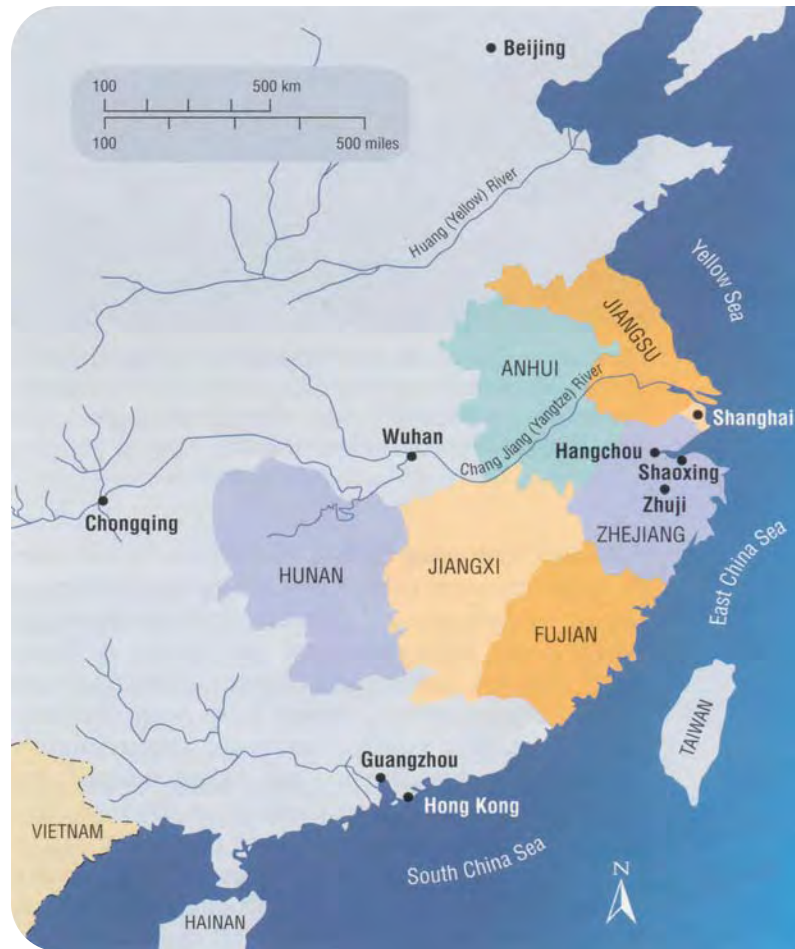 Beijing
100 500 km
100 500 miles
Huang (Yellow) River
Yellow Sea
JIANGSU
ANHUI
Chang Jiang (Yangtze) River
Shanghai
Wuhan
Hangchou
Shaoxing
Zhuji
Chongqing
ZHEJIANG
HUNAN
JIANGXI
East China Sea
FUJIAN
TAIWAN
Guangzhou
Hong Kong
VIETNAM
South China Sea
N
HAINAN